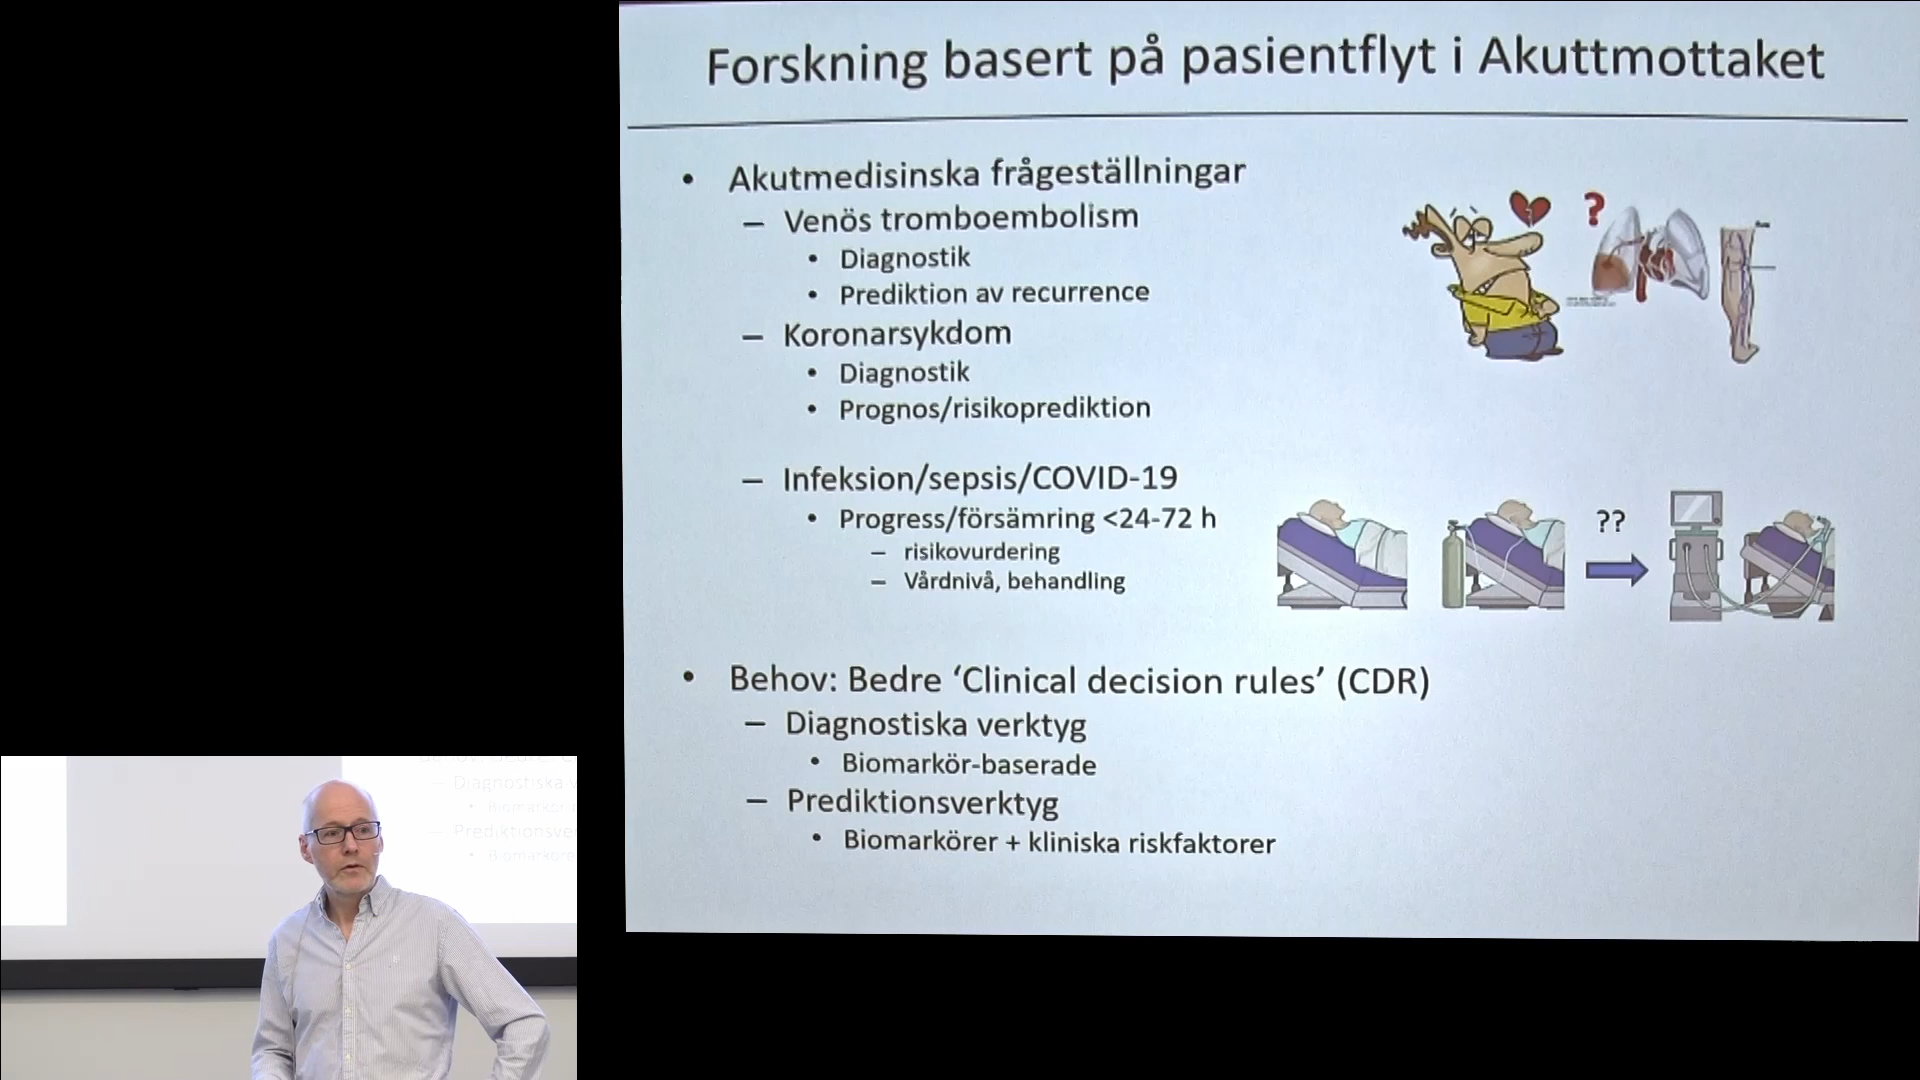 Forskning basert på pasientflyt i Akuttmottaket
• Akutmedisinska frågeställningar
– Venös tromboembolism
• Diagnostik
• Prediktion av recurrence
– Koronarsykdom
• Diagnostik
• Prognos/risikoprediktion
?
– Infeksion/sepsis/COVID-19
• Progress/försämring <24-72 h
– risikovurdering
– Vårdnivå, behandling
??
• Behov: Bedre ‘Clinical decision rules’ (CDR)
– Diagnostiska verktyg
• Biomarkör-baserade
– Prediktionsverktyg
• Biomarkörer + kliniska riskfaktorer
– Diagnostiska v
– Prediktionsve